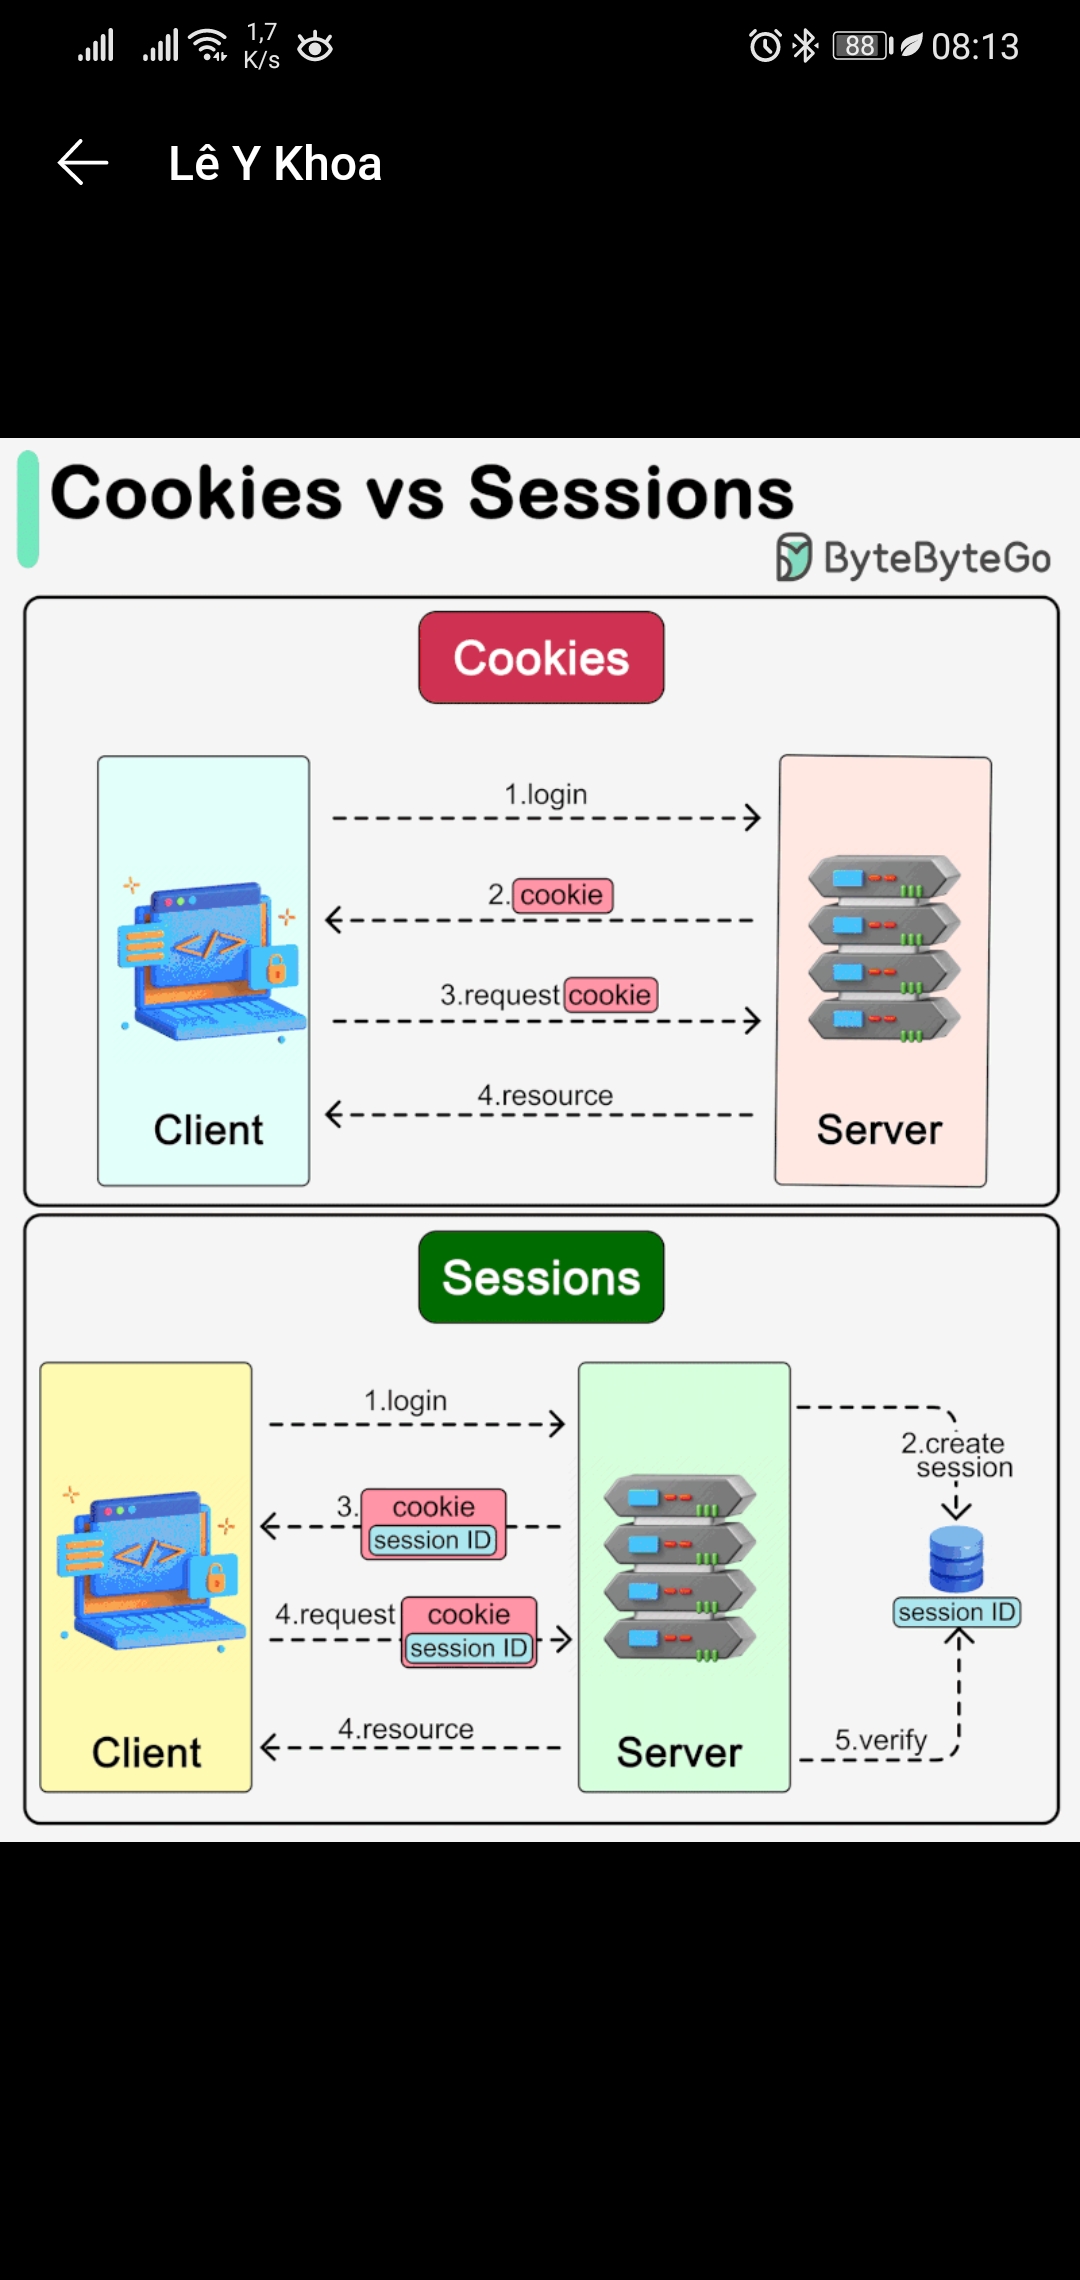 1,7
K/s
88
08:13
Lê Y Khoa
Cookies vs Sessions
ByteByteGo
Cookies
1.login
2.cookie
3.request cookie
4.resource
Client
Server
Sessions
1.login
2.create
session
3. cookie
session ID
4.request cookie
session ID
session ID
4.resource
5.verify
Client
Server